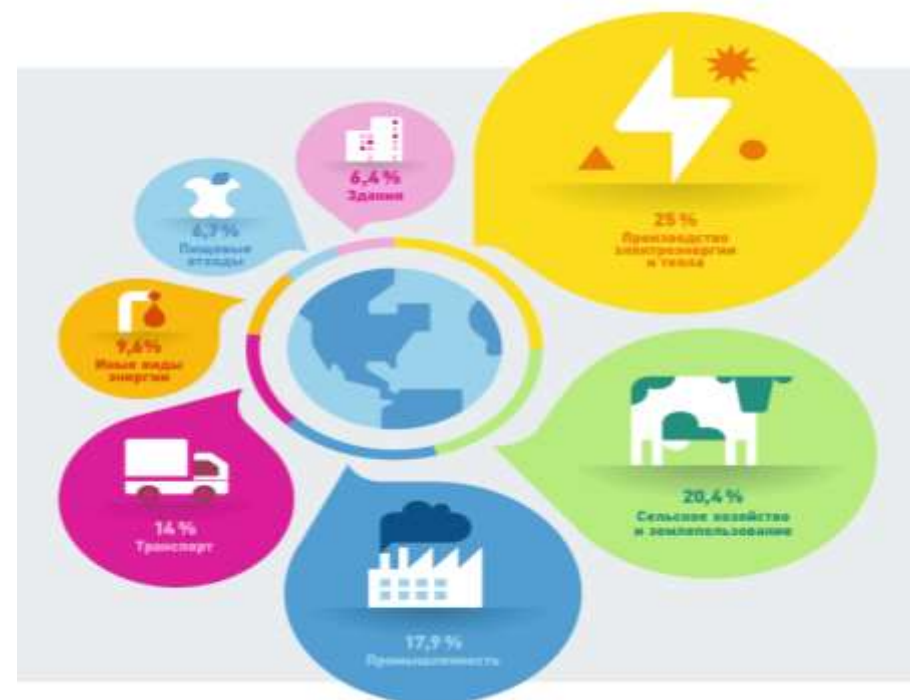 6,4%
Здания
6,7%
Пищевые
отходы
25%
Производство
электроэнергии
и тепла
9,6%
Иные виды
энергии
20,4%
Сельское хозяйство
и землепользование
14%
Транспорт
17,9%
Промышленность